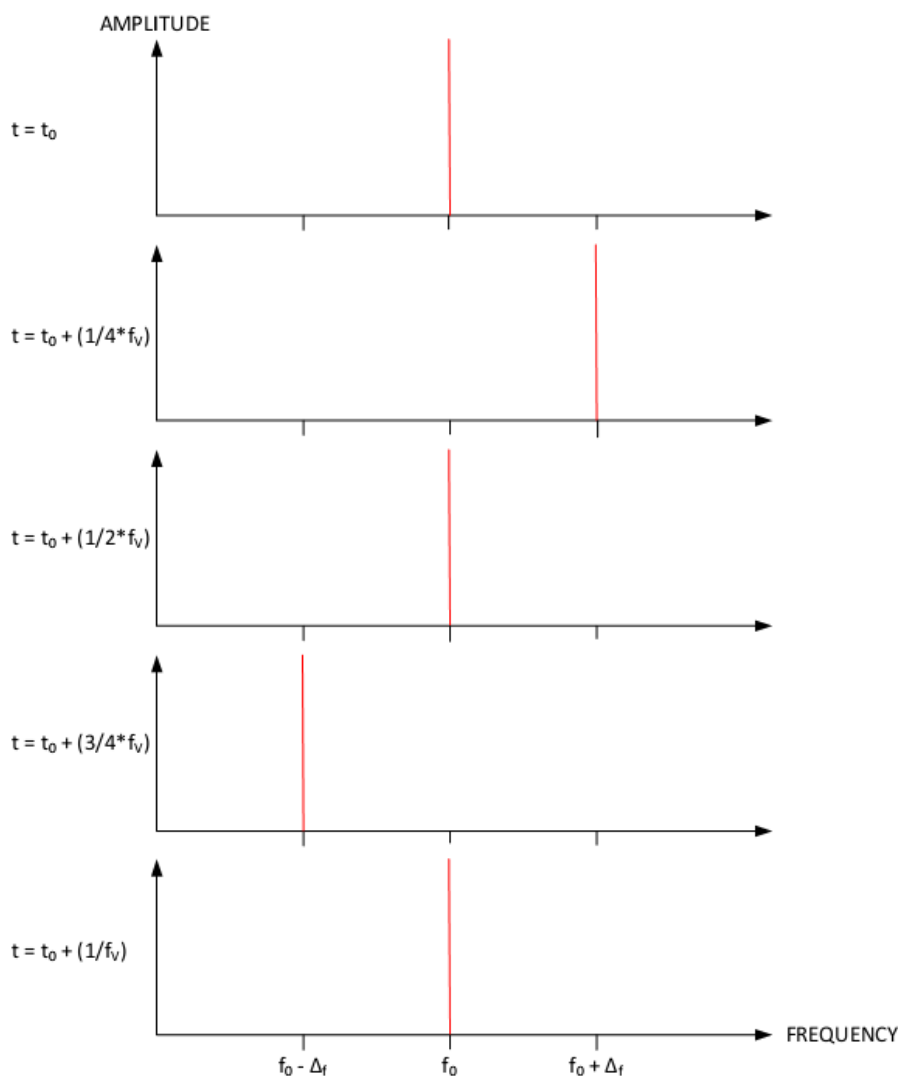 AMPLITUDE
t = t₀
t = t₀ + (1/4*fᵥ)
t = t₀ + (1/2*fᵥ)
t = t₀ + (3/4*fᵥ)
t = t₀ + (1/fᵥ)
FREQUENCY
f₀ - Δf f₀ f₀ + Δf